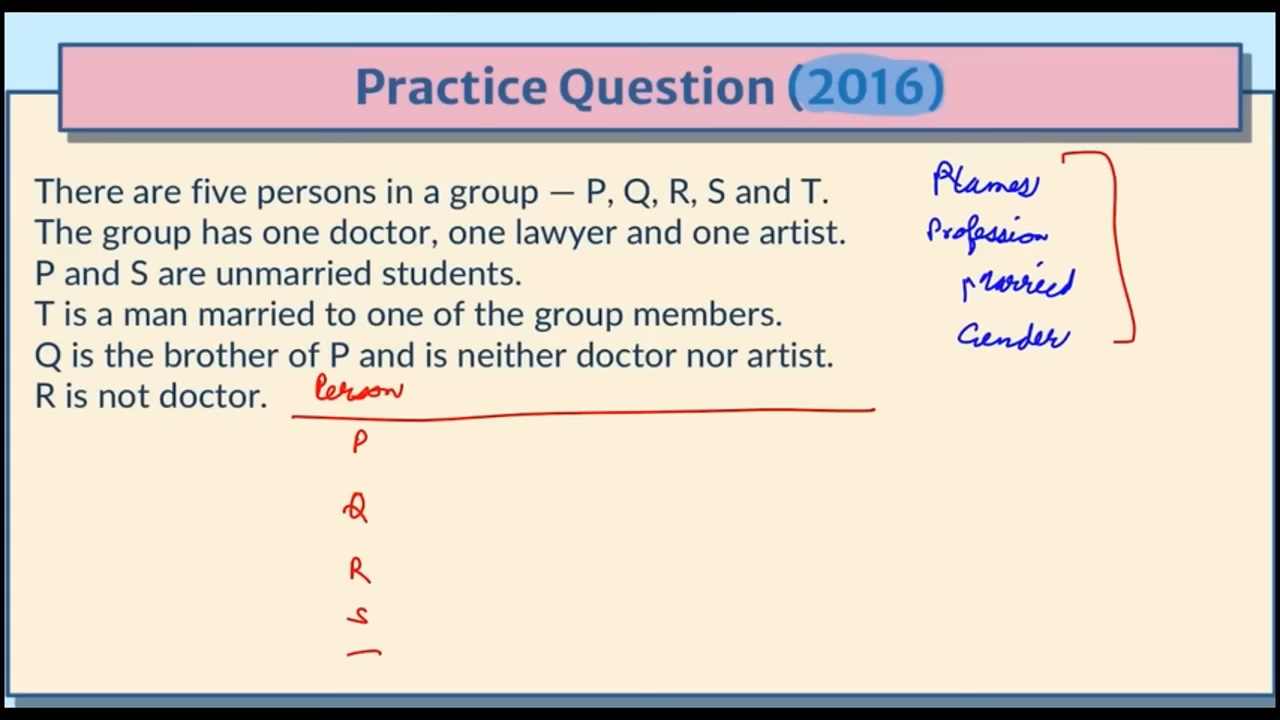 Practice Question (2016)
There are five persons in a group — P, Q, R, S and T.
The group has one doctor, one lawyer and one artist.
P and S are unmarried students.
T is a man married to one of the group members.
Q is the brother of P and is neither doctor nor artist.
R is not doctor.
Names
Profession
Married
Gender
Person
P
Q
R
S